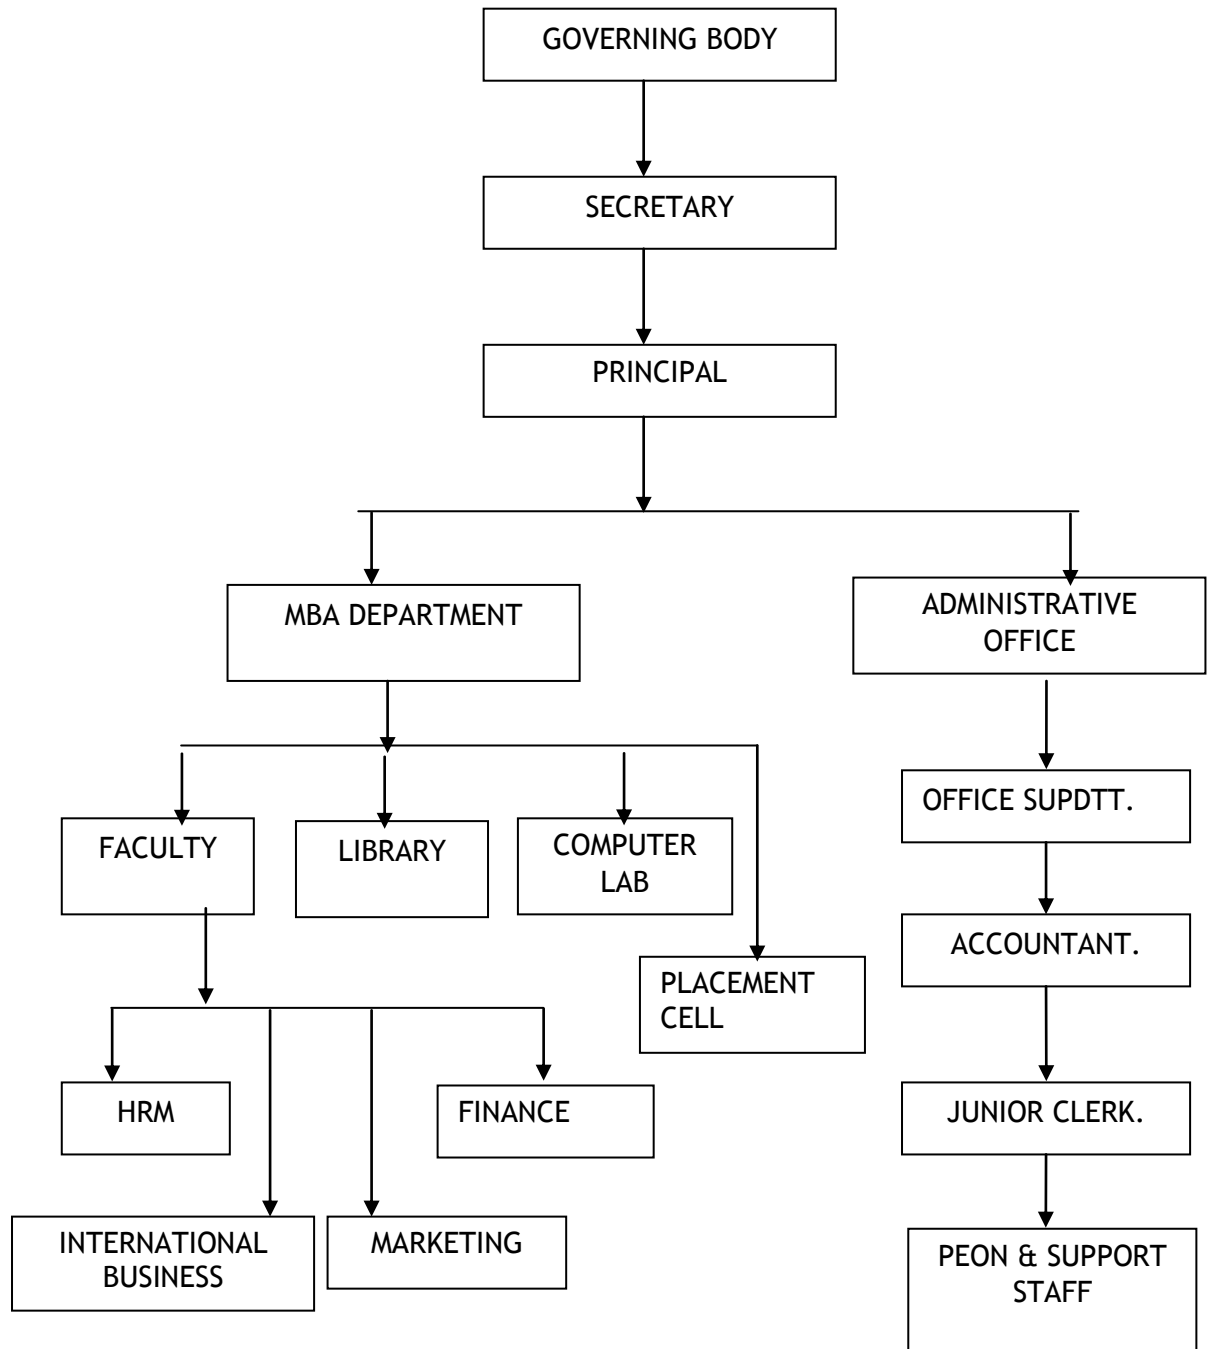 GOVERNING BODY
SECRETARY
PRINCIPAL
MBA DEPARTMENT
ADMINISTRATIVE
OFFICE
FACULTY
LIBRARY
COMPUTER
LAB
PLACEMENT
CELL
HRM
FINANCE
INTERNATIONAL
BUSINESS
MARKETING
OFFICE SUPDTT.
ACCOUNTANT.
JUNIOR CLERK.
PEON & SUPPORT
STAFF